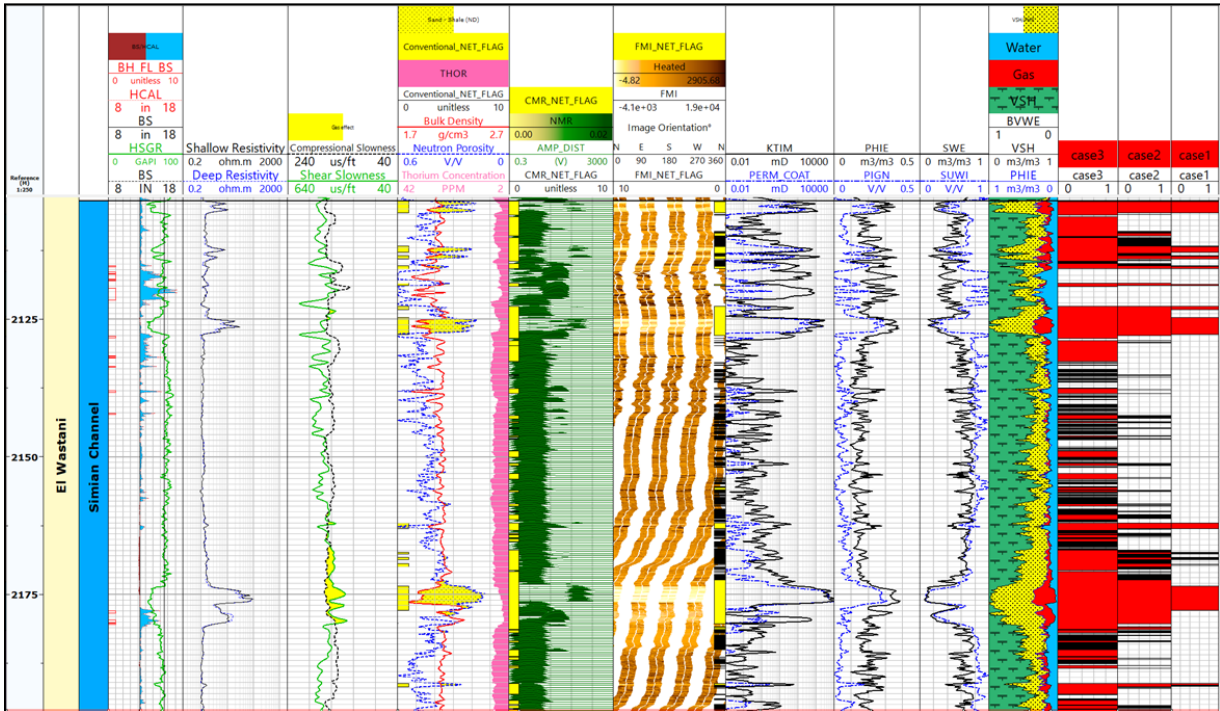 Sand - Shale (ND)
VSH/PHIE
BS/HCAL
Conventional_NET_FLAG
FMI_NET_FLAG
Water
BH_FL_BS
0 unitless 10
THOR
Heated
-4.82 2905.68
Gas
HCAL
8 in 18
CMR_NET_FLAG
Conventional_NET_FLAG
0 unitless 10
FMI
-4.1e+03 1.9e+04
VSH
BS
8 in 18
Gas effect
Bulk Density
1.7 g/cm3 2.7
NMR
0.00 0.02
Image Orientation°
BVWE
1 0
HSGR
0 GAPI 100
Shallow Resistivity
0.2 ohm.m 2000
Compressional Slowness
240 us/ft 40
Neutron Porosity
0.6 V/V 0
AMP_DIST
0.3 (V) 3000
N E S W N
0 90 180 270 360
KTIM
0.01 mD 10000
PHIE
0 m3/m3 0.5
SWE
0 m3/m3 1
VSH
0 m3/m3 1
case3 case2 case1
Reference
(M)
1:350
BS
8 IN 18
Deep Resistivity
0.2 ohm.m 2000
Shear Slowness
640 us/ft 40
Thorium Concentration
42 PPM 2
CMR_NET_FLAG
0 unitless 10
FMI_NET_FLAG
10 0
PERM_COAT
0.01 mD 10000
PIGN
0 V/V 0.5
SUWI
0 V/V 1
PHIE
1 m3/m3 0
case3
0 1
case2
0 1
case1
0 1
2125
2150
2175
El Wastani
Simian Channel